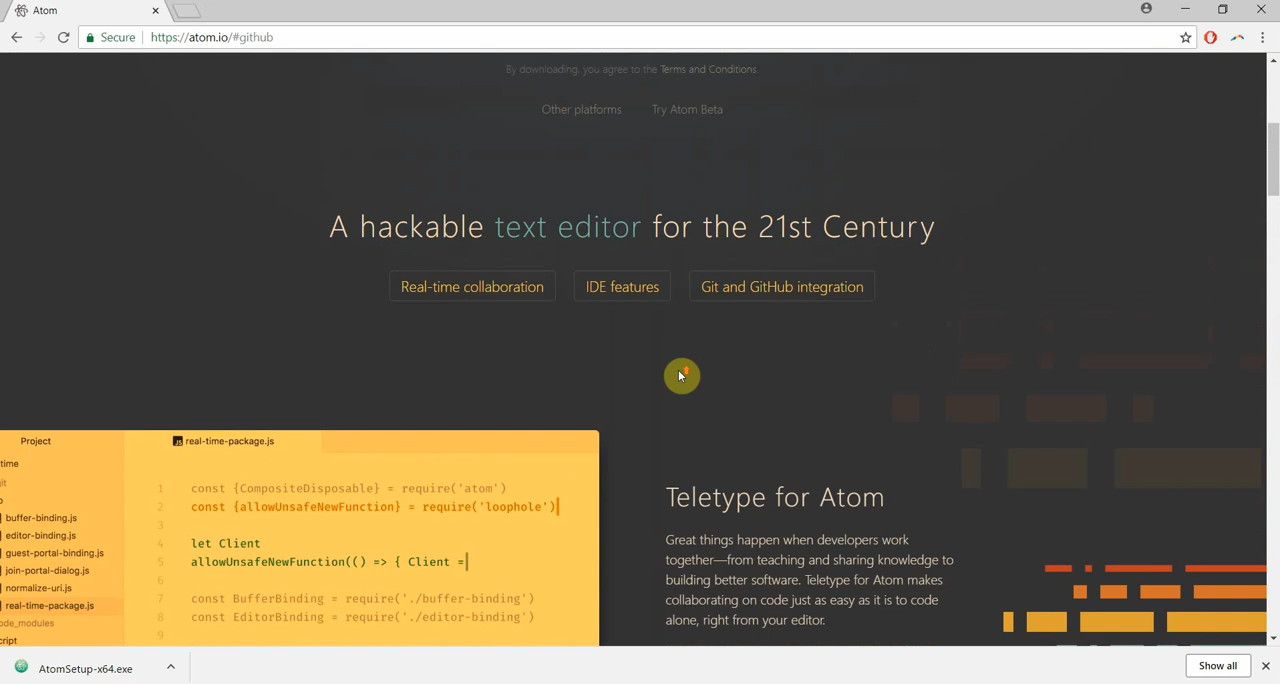 Atom
Secure https://atom.io/#github
By downloading, you agree to the Terms and Conditions.
Other platforms Try Atom Beta
A hackable text editor for the 21st Century
Real-time collaboration IDE features Git and GitHub integration
Project real-time-package.js
time
git
buffer-binding.js
editor-binding.js
guest-portal-binding.js
join-portal-dialog.js
normalize-uri.js
real-time-package.js
ode_modules
cript
1 const {CompositeDisposable} = require('atom')
2 const {allowUnsafeNewFunction} = require('loophole')
3
4 let Client
5 allowUnsafeNewFunction(() => { Client =
6
7 const BufferBinding = require('./buffer-binding')
8 const EditorBinding = require('./editor-binding')
9
Teletype for Atom
Great things happen when developers work
together—from teaching and sharing knowledge to
building better software. Teletype for Atom makes
collaborating on code just as easy as it is to code
alone, right from your editor.
AtomSetup-x64.exe Show all